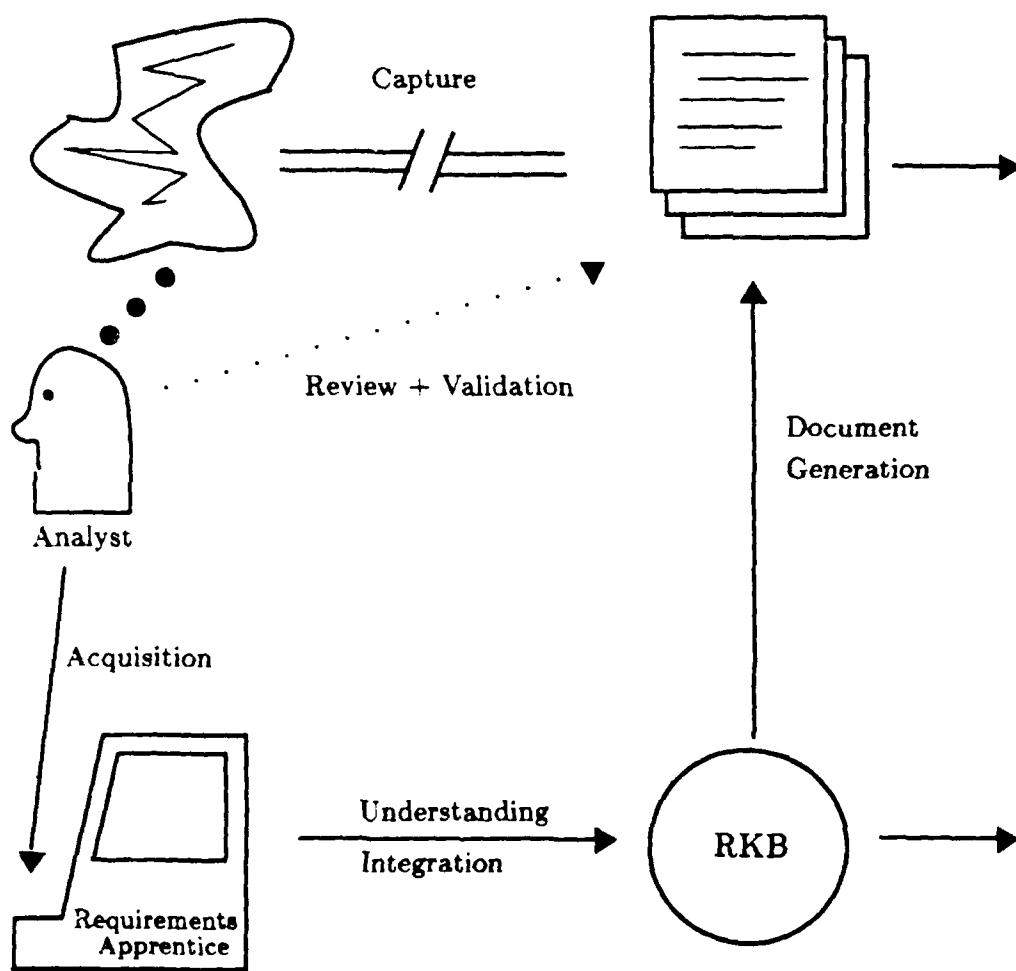 Capture
Review + Validation
Document
Generation
Analyst
Acquisition
Understanding
Integration
RKB
Requirements
Apprentice